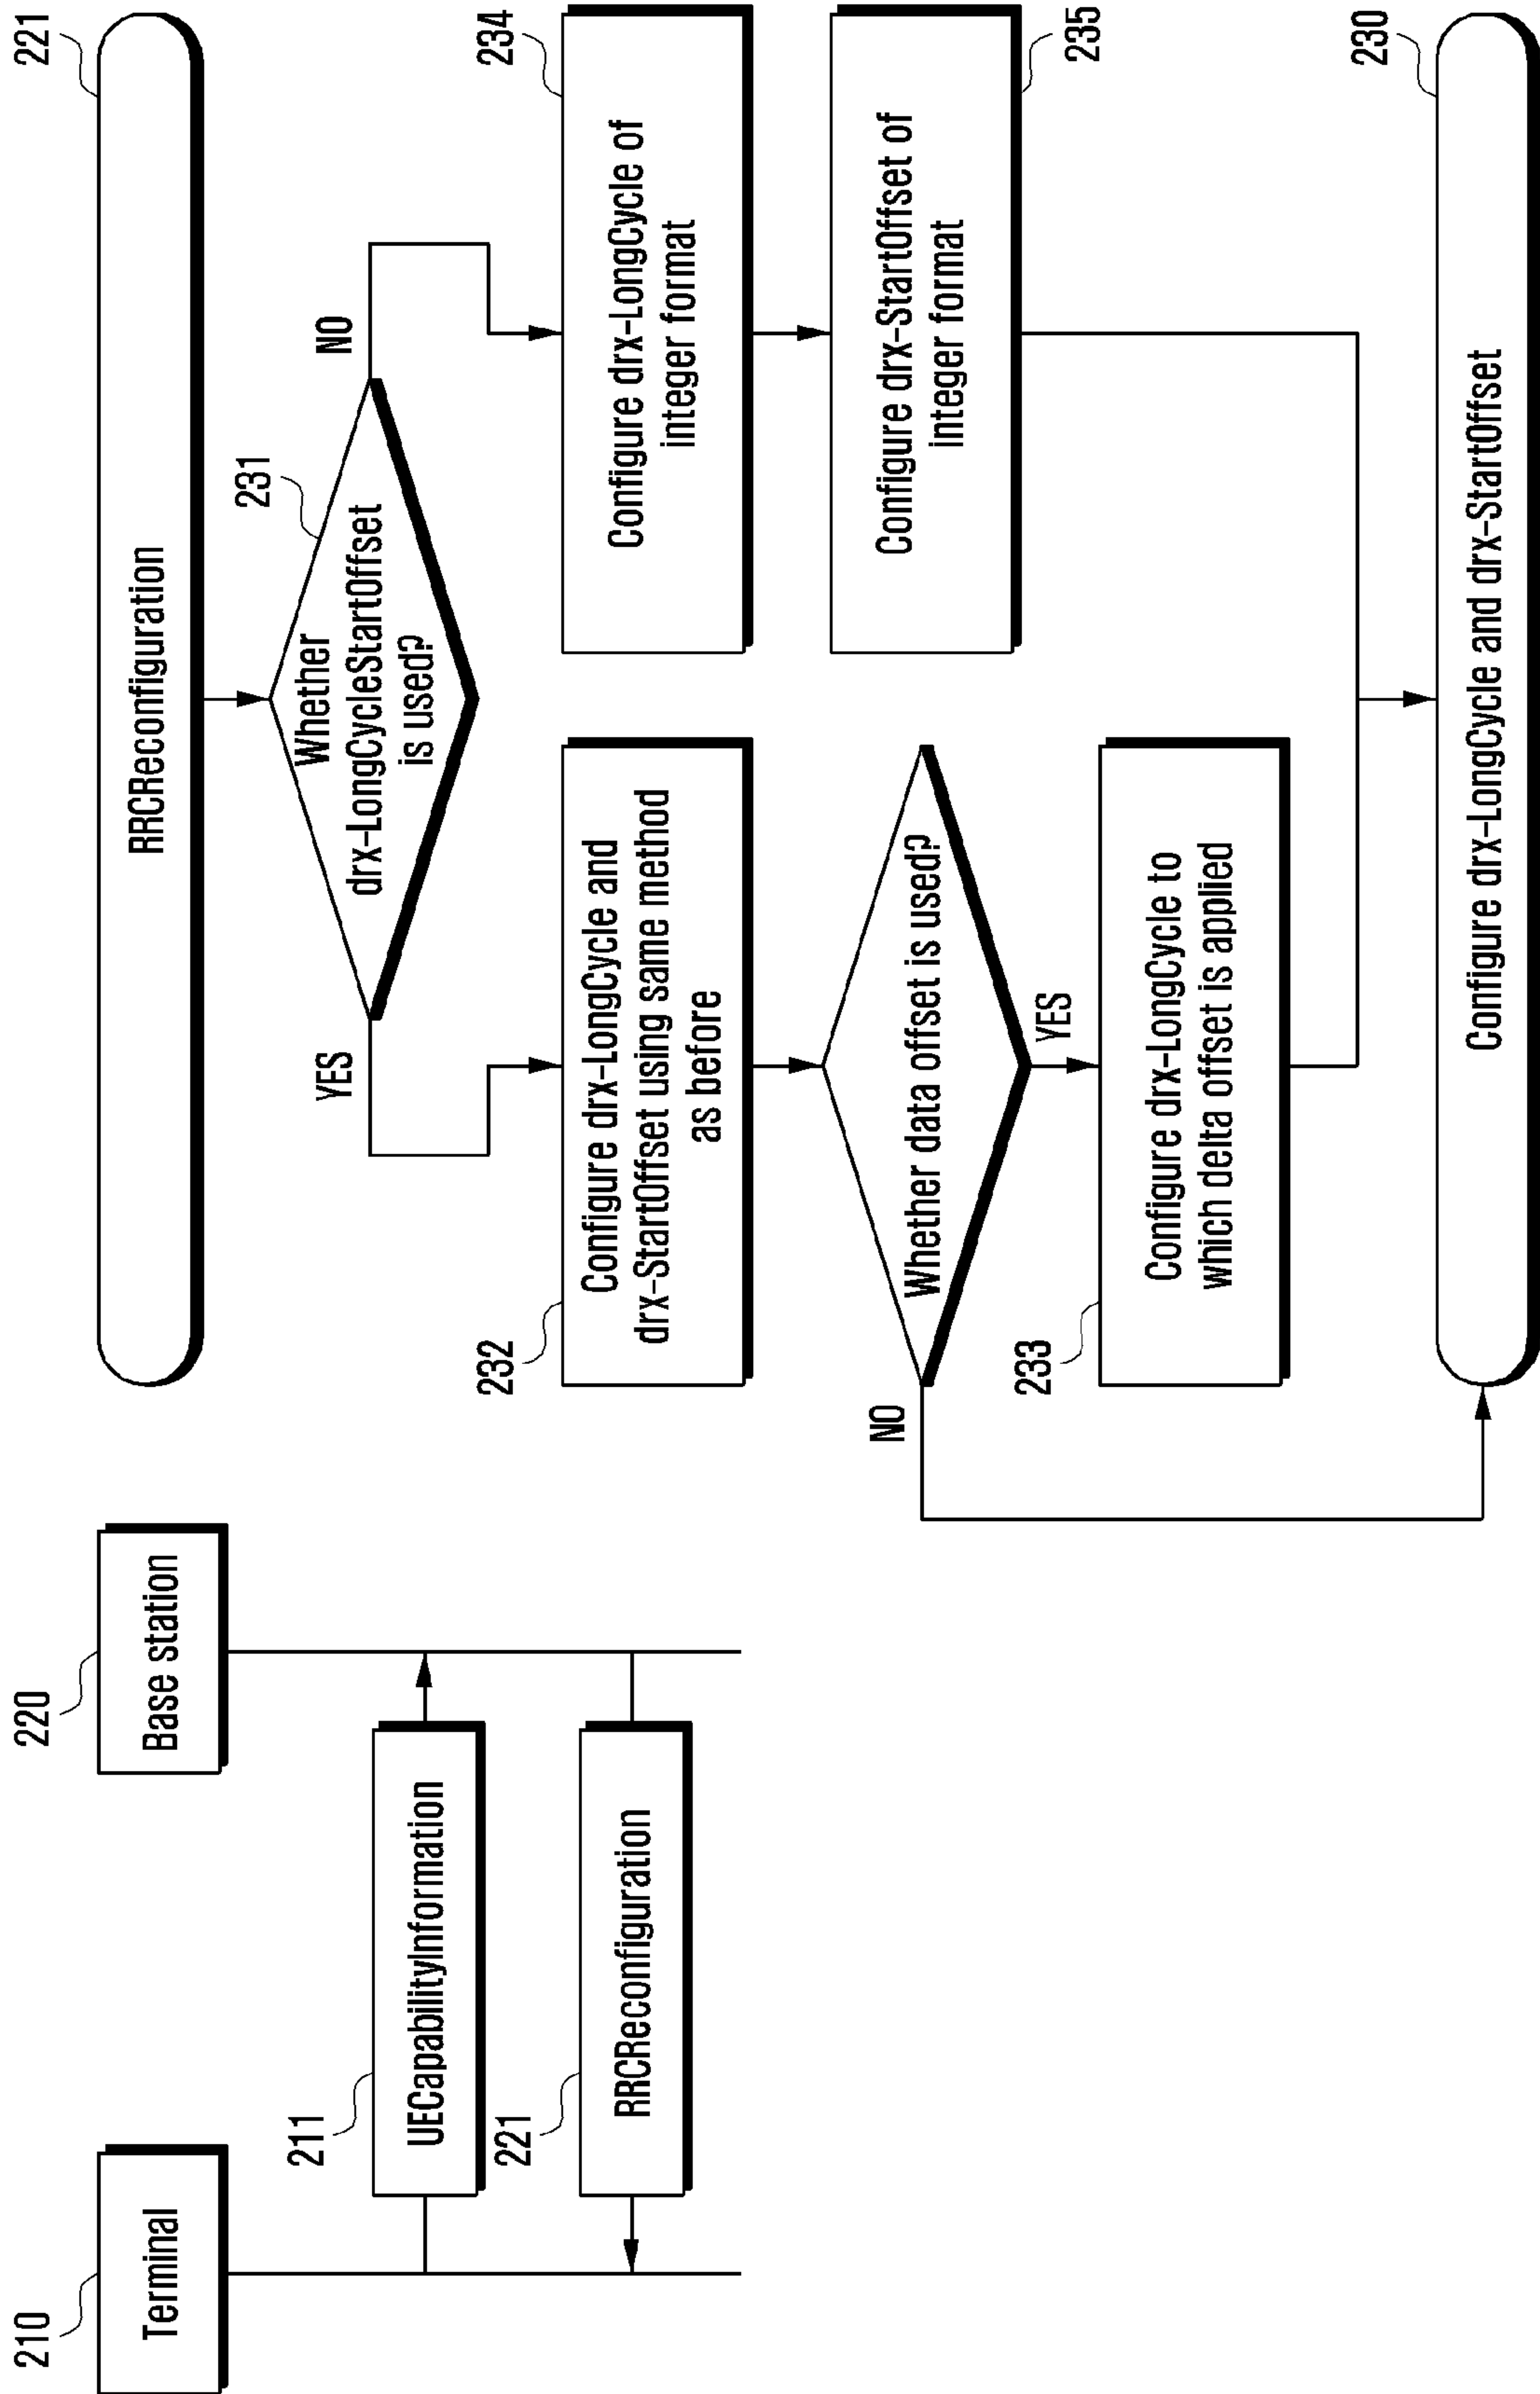 210
Terminal
220
Base station
211
UECapabilityInformation
221
RRCReconfiguration
221
RRCReconfiguration
231
Whether
drx-LongCycleStartOffset
is used?
YES
NO
232
Configure drx-LongCycle and
drx-StartOffset using same method
as before
234
Configure drx-LongCycle of
integer format
Whether data offset is used?
NO
YES
Configure drx-StartOffset of
integer format
235
233
Configure drx-LongCycle to
which delta offset is applied
230
Configure drx-LongCycle and drx-StartOffset